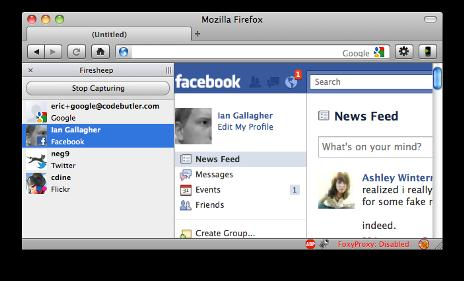 Mozilla Firefox
(Untitled)
+
Google
× Firesheep
Stop Capturing
eric+google@codebutler.com
Google
Ian Gallagher
Facebook
neg9
Twitter
cdine
Flickr
facebook
1
Search
Ian Gallagher
Edit My Profile
News Feed
Messages
Events 1
Friends
Create Group...
News Feed
What's on your mind?
Ashley Winter
realized i really
for some fake r
indeed.
ABP
FoxyProxy: Disabled